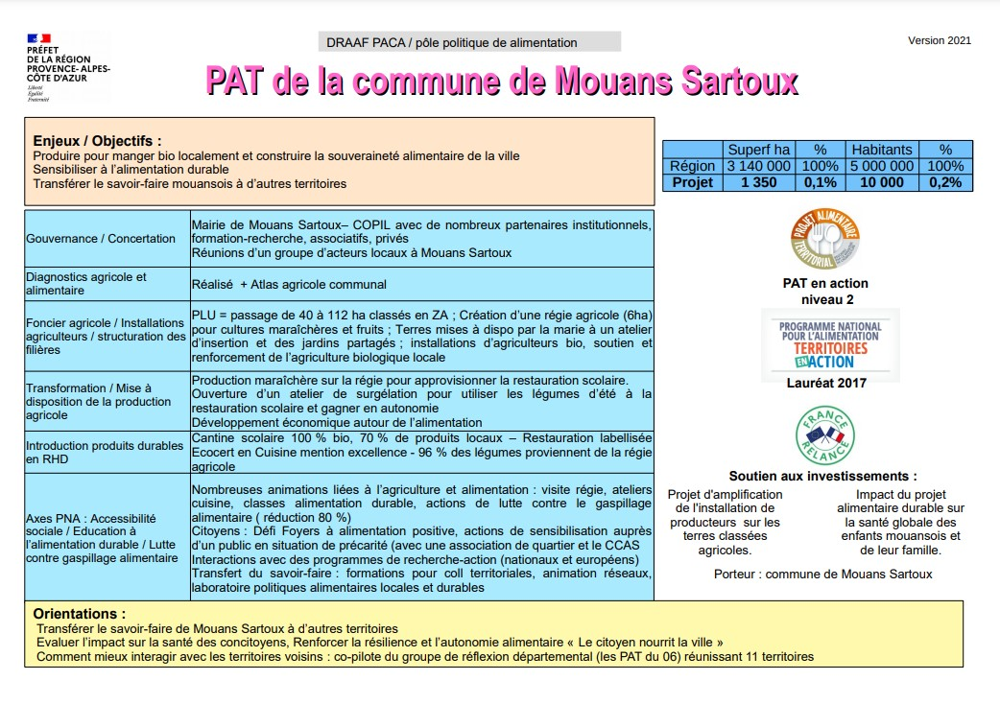 PRÉFET
DE LA RÉGION
PROVENCE- ALPES-
CÔTE D'AZUR
Liberté
Égalité
Fraternité
DRAAF PACA / pôle politique de alimentation
Version 2021
PAT de la commune de Mouans Sartoux
Enjeux / Objectifs :
Produire pour manger bio localement et construire la souveraineté alimentaire de la ville
Sensibiliser à l'alimentation durable
Transférer le savoir-faire mouansois à d'autres territoires
Superf ha % Habitants %
Région 3 140 000 100% 5 000 000 100%
Projet 1 350 0,1% 10 000 0,2%
Gouvernance / Concertation
Mairie de Mouans Sartoux– COPIL avec de nombreux partenaires institutionnels,
formation-recherche, associatifs, privés
Réunions d'un groupe d'acteurs locaux à Mouans Sartoux
Diagnostics agricole et
alimentaire
Réalisé + Atlas agricole communal
Foncier agricole / Installations
agriculteurs / structuration des
filières
PLU = passage de 40 à 112 ha classés en ZA ; Création d'une régie agricole (6ha)
pour cultures maraîchères et fruits ; Terres mises à dispo par la marie à un atelier
d'insertion et des jardins partagés ; installations d'agriculteurs bio, soutien et
renforcement de l'agriculture biologique locale
Transformation / Mise à
disposition de la production
agricole
Production maraîchère sur la régie pour approvisionner la restauration scolaire.
Ouverture d'un atelier de surgélation pour utiliser les légumes d'été à la
restauration scolaire et gagner en autonomie
Développement économique autour de l'alimentation
Introduction produits durables
en RHD
Cantine scolaire 100 % bio, 70 % de produits locaux – Restauration labellisée
Ecocert en Cuisine mention excellence - 96 % des légumes proviennent de la régie
agricole
Axes PNA : Accessibilité
sociale / Education à
l'alimentation durable / Lutte
contre gaspillage alimentaire
Nombreuses animations liées à l'agriculture et alimentation : visite régie, ateliers
cuisine, classes alimentation durable, actions de lutte contre le gaspillage
alimentaire ( réduction 80 %)
Citoyens : Défi Foyers à alimentation positive, actions de sensibilisation auprès
d'un public en situation de précarité (avec une association de quartier et le CCAS
Interactions avec des programmes de recherche-action (nationaux et européens)
Transfert du savoir-faire : formations pour coll territoriales, animation réseaux,
laboratoire politiques alimentaires locales et durables
PROJET ALIMENTAIRE
TERRITORIAL
PAT en action
niveau 2
PROGRAMME NATIONAL
POUR L'ALIMENTATION
TERRITOIRES
EN ACTION
Lauréat 2017
FRANCE
RELANCE
Soutien aux investissements :
Projet d'amplification
de l'installation de
producteurs sur les
terres classées
agricoles.
Impact du projet
alimentaire durable sur
la santé globale des
enfants mouansois et
de leur famille.
Porteur : commune de Mouans Sartoux
Orientations :
Transférer le savoir-faire de Mouans Sartoux à d'autres territoires
Evaluer l'impact sur la santé des concitoyens, Renforcer la résilience et l'autonomie alimentaire « Le citoyen nourrit la ville »
Comment mieux interagir avec les territoires voisins : co-pilote du groupe de réflexion départemental (les PAT du 06) réunissant 11 territoires